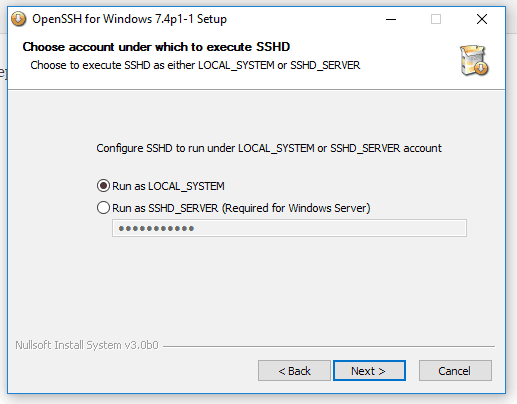 OpenSSH for Windows 7.4p1-1 Setup
Choose account under which to execute SSHD
Choose to execute SSHD as either LOCAL_SYSTEM or SSHD_SERVER
Configure SSHD to run under LOCAL_SYSTEM or SSHD_SERVER account
Run as LOCAL_SYSTEM
Run as SSHD_SERVER (Required for Windows Server)
●●●●●●●●●●●
Nullsoft Install System v3.0b0
< Back
Next >
Cancel